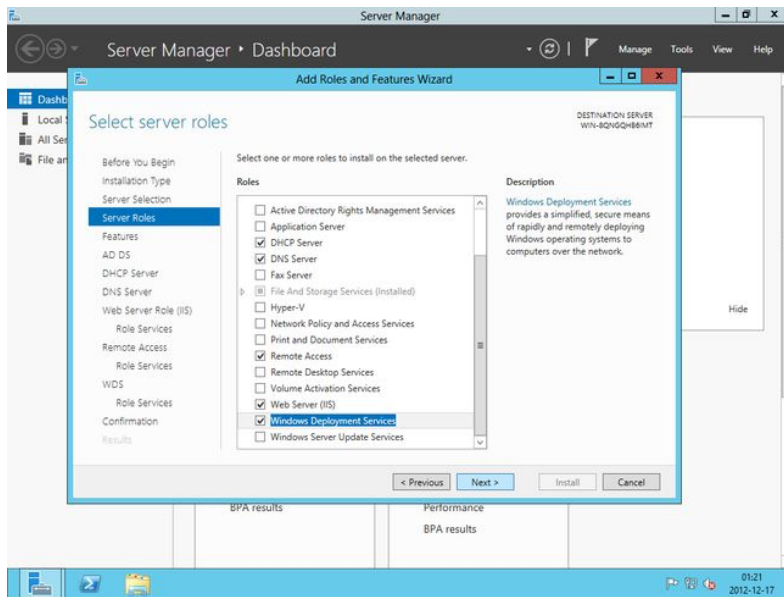 Server Manager
Server Manager • Dashboard
Manage Tools View Help
Add Roles and Features Wizard
Dashb
Local S
All Ser
File an
Select server roles
DESTINATION SERVER
WIN-8QNGQHB6IMT
Before You Begin
Installation Type
Server Selection
Server Roles
Features
AD DS
DHCP Server
DNS Server
Web Server Role (IIS)
Role Services
Remote Access
Role Services
WDS
Role Services
Confirmation
Results
Select one or more roles to install on the selected server.
Roles
Active Directory Rights Management Services
Application Server
DHCP Server
DNS Server
Fax Server
File And Storage Services (Installed)
Hyper-V
Network Policy and Access Services
Print and Document Services
Remote Access
Remote Desktop Services
Volume Activation Services
Web Server (IIS)
Windows Deployment Services
Windows Server Update Services
Description
Windows Deployment Services
provides a simplified, secure means
of rapidly and remotely deploying
Windows operating systems to
computers over the network.
Hide
< Previous
Next >
Install
Cancel
BPA results
Performance
BPA results
01:21
2012-12-17